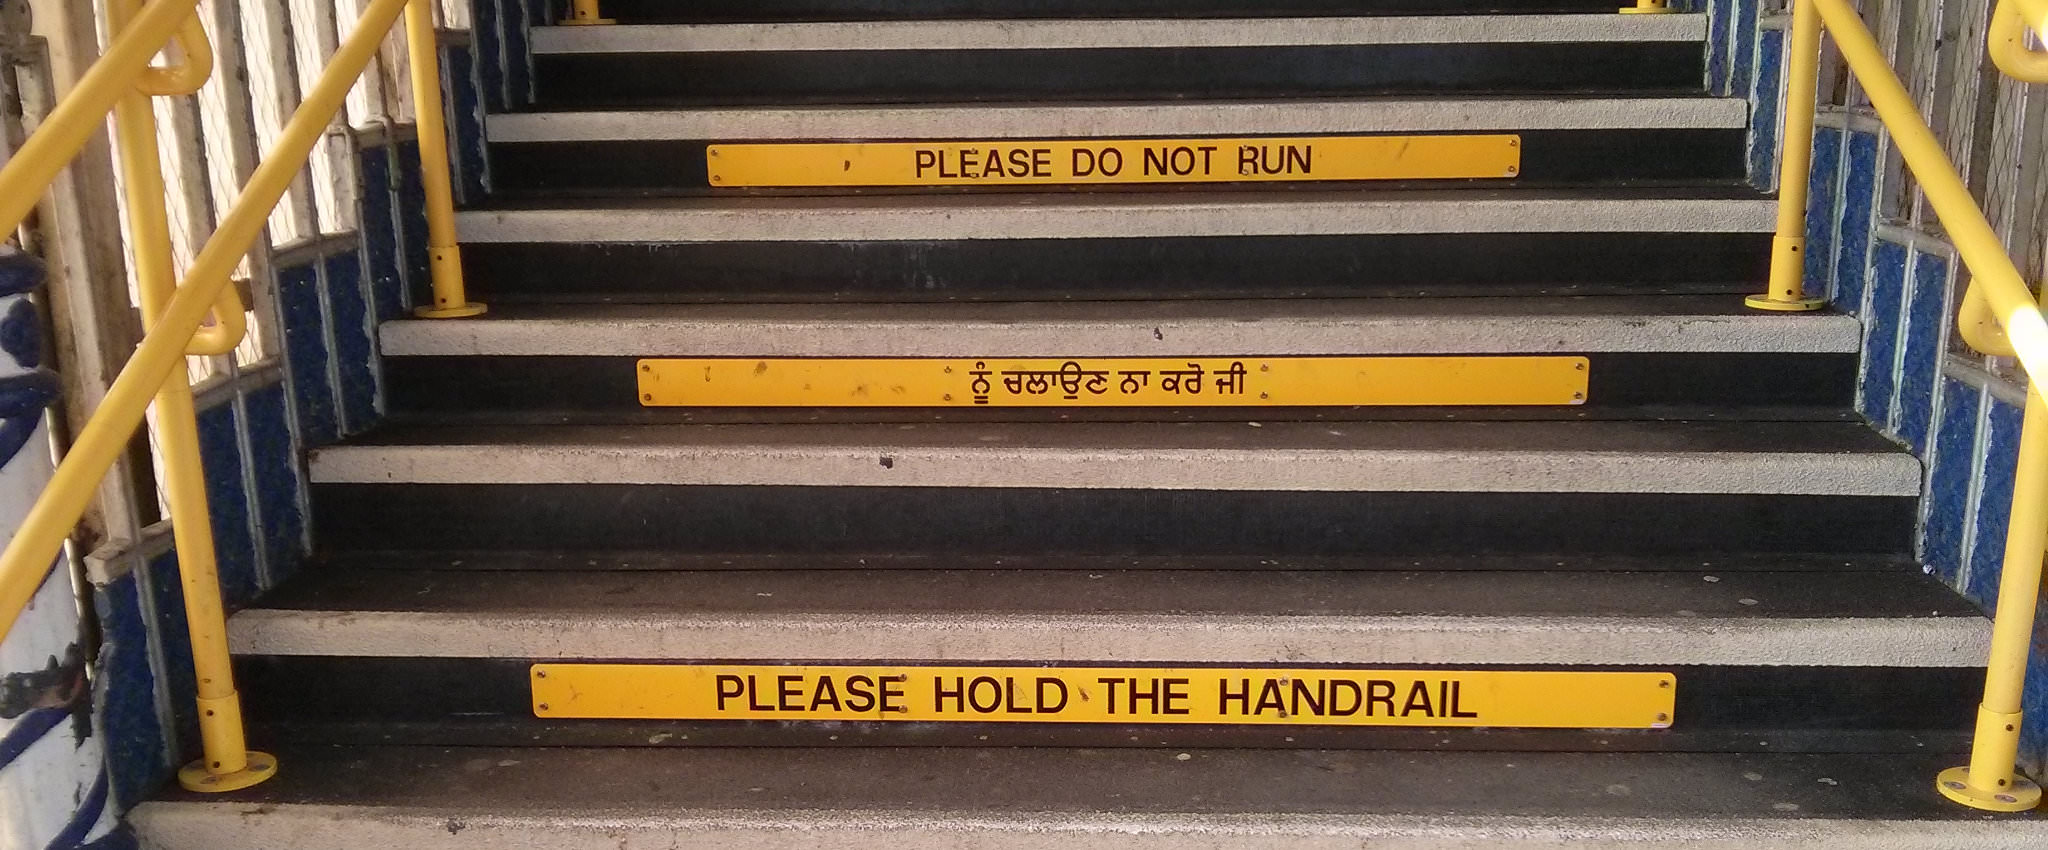 PLEASE DO NOT RUN
ਨੂੰ ਚਲਾਉਣ ਨਾ ਕਰੋ ਜੀ
PLEASE HOLD THE HANDRAIL